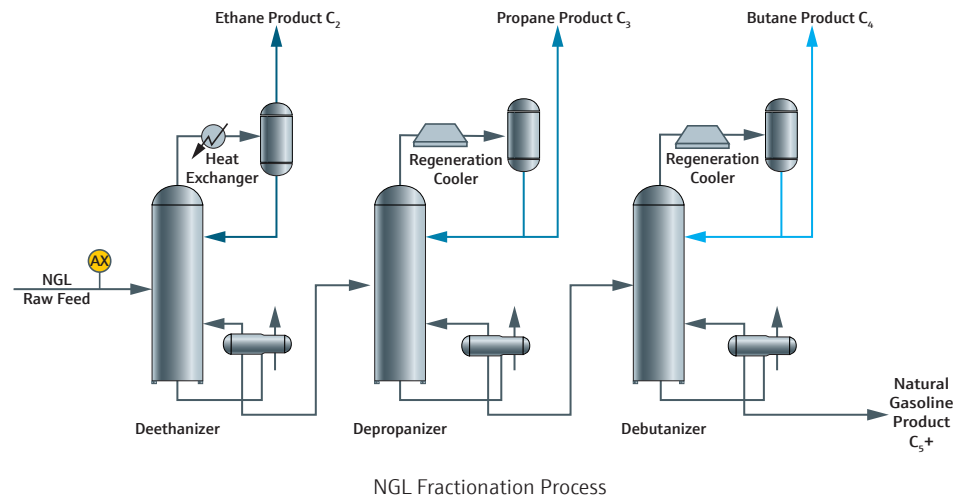 Ethane Product C₂
Propane Product C₃
Butane Product C₄
Heat
Exchanger
Regeneration
Cooler
Regeneration
Cooler
AX
NGL
Raw Feed
Deethanizer
Depropanizer
Debutanizer
Natural
Gasoline
Product
C₅+
NGL Fractionation Process